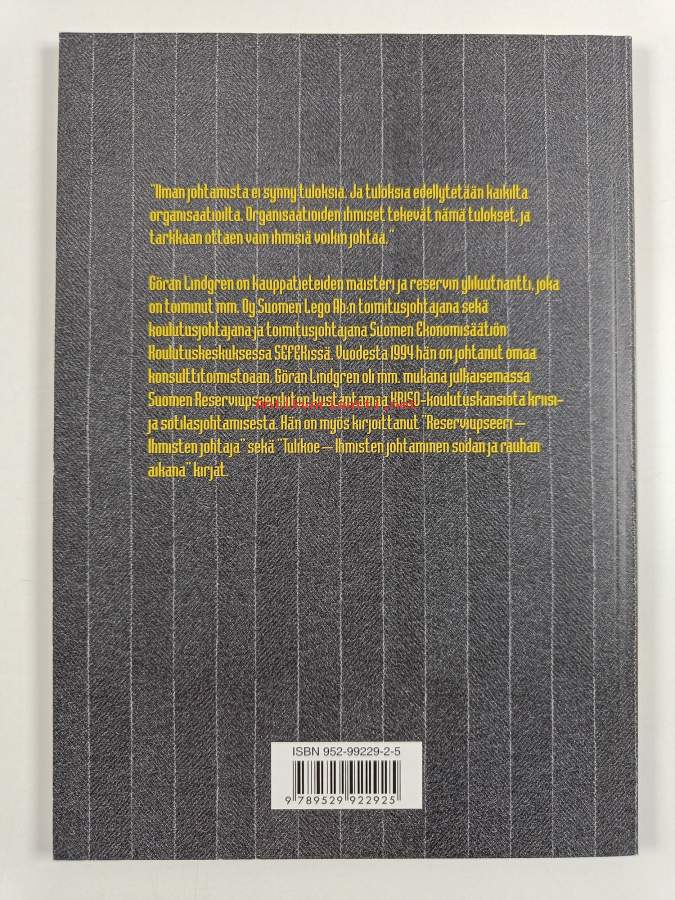 "Ilman johtamista ei synny tuloksia. Ja tuloksia edellytetään kaikilta
organisaatioilta. Organisaatioiden ihmiset tekevät nämä tulokset, ja
tarkkaan ottaen vain ihmisiä voikin johtaa."
Göran Lindgren on kauppatieteiden maisteri ja reservin yliluutnantti, joka
on toiminut mm. Oy Suomen Lego Ab:n toimitusjohtajana sekä
koulutusjohtajana ja toimitusjohtajana Suomen Ekonomisäätiön
Koulutuskeskuksessa SEFEKissä. Vuodesta 1994 hän on johtanut omaa
konsulttitoimistoaan. Göran Lindgren oli mm. mukana julkaisemassa
Suomen Reserviupseeriliiton kustantamaa KRISO-koulutuskansiota kriisi-
ja sotilasjohtamisesta. Hän on myös kirjoittanut "Reserviupseeri –
Ihmisten johtaja" sekä "Tulikoe – Ihmisten johtaminen sodan ja rauhan
aikana" kirjat.
ISBN 952-99229-2-5
9 789529 922925